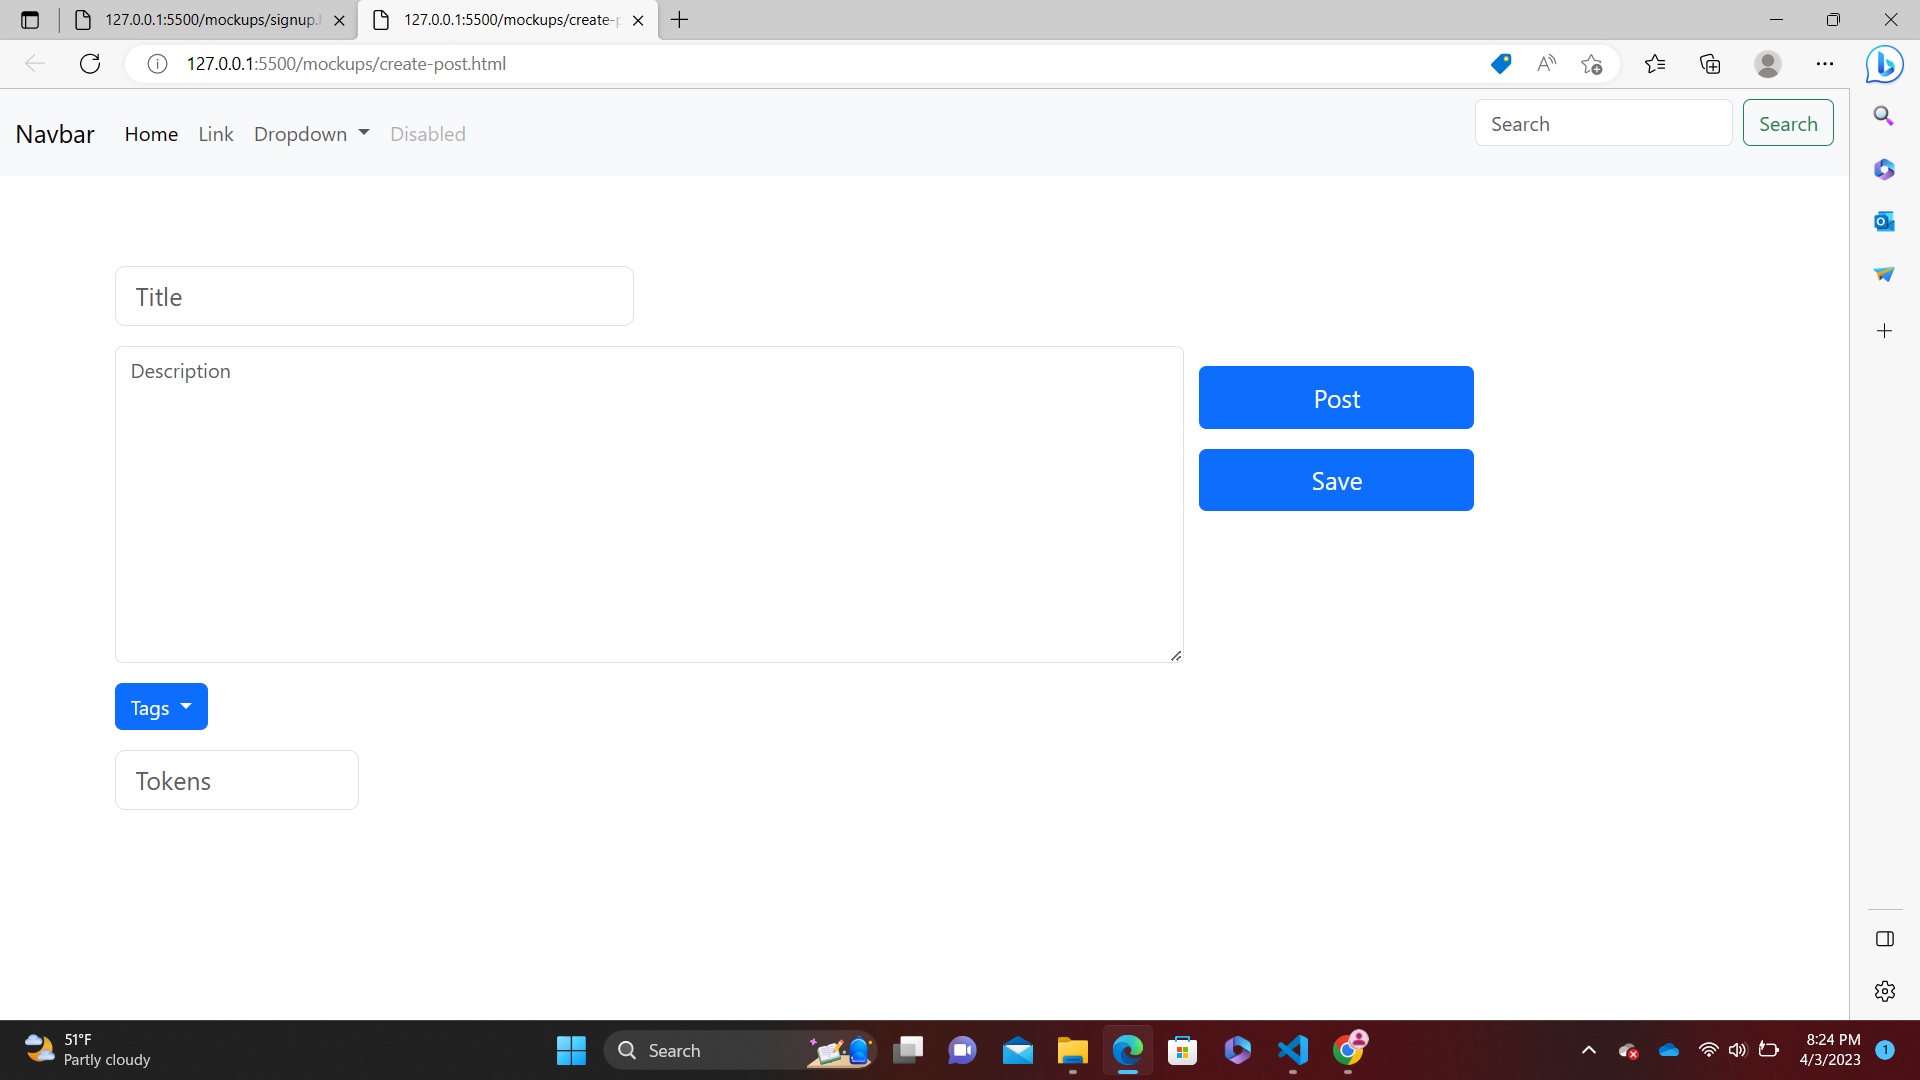 127.0.0.1:5500/mockups/signup.h
127.0.0.1:5500/mockups/create-p
127.0.0.1:5500/mockups/create-post.html
Navbar Home Link Dropdown Disabled
Search Search
Title
Description
Post
Save
Tags
Tokens
51°F
Partly cloudy
Search
8:24 PM
4/3/2023
1